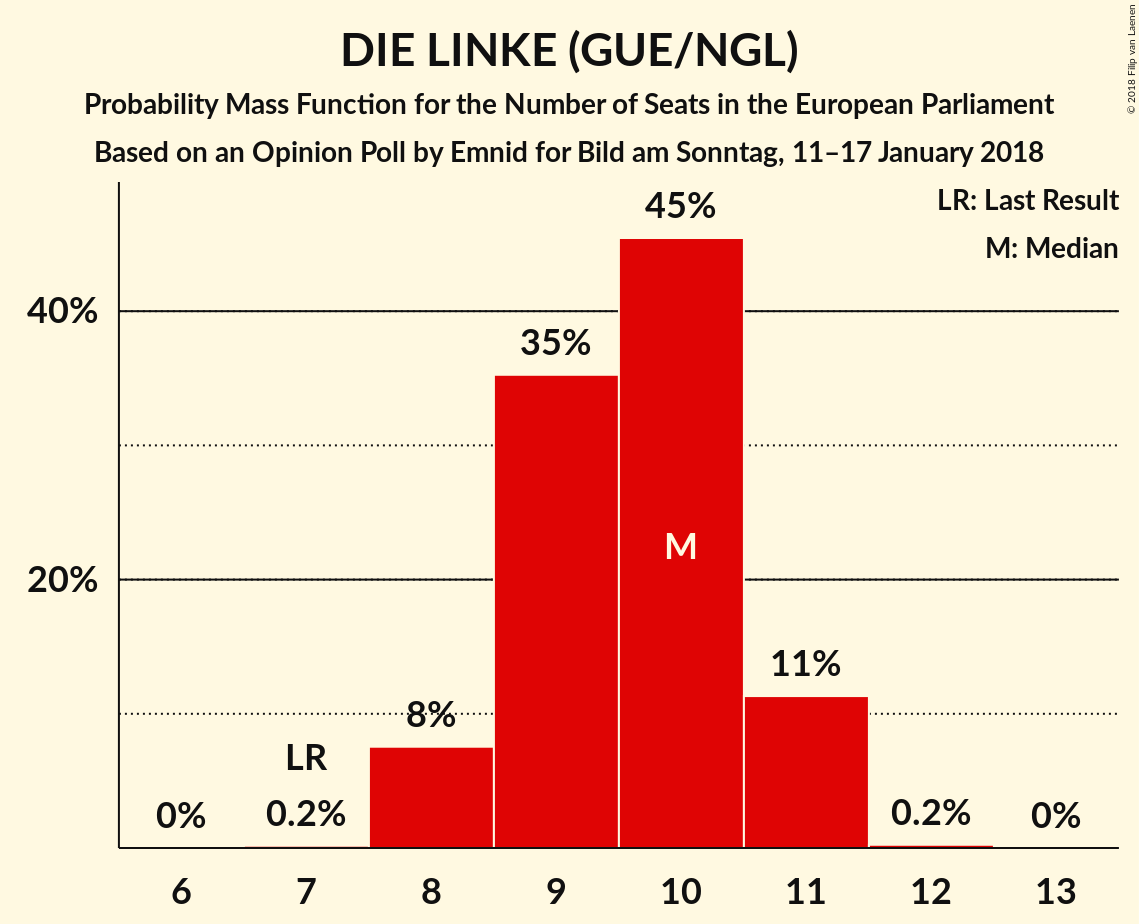 DIE LINKE (GUE/NGL)
Probability Mass Function for the Number of Seats in the European Parliament
Based on an Opinion Poll by Emnid for Bild am Sonntag, 11–17 January 2018
© 2018 Filip van Laenen
LR: Last Result
M: Median
45%
40%
35%
M
20%
11%
8%
LR
0%
0.2%
0.2%
0%
6 7 8 9 10 11 12 13